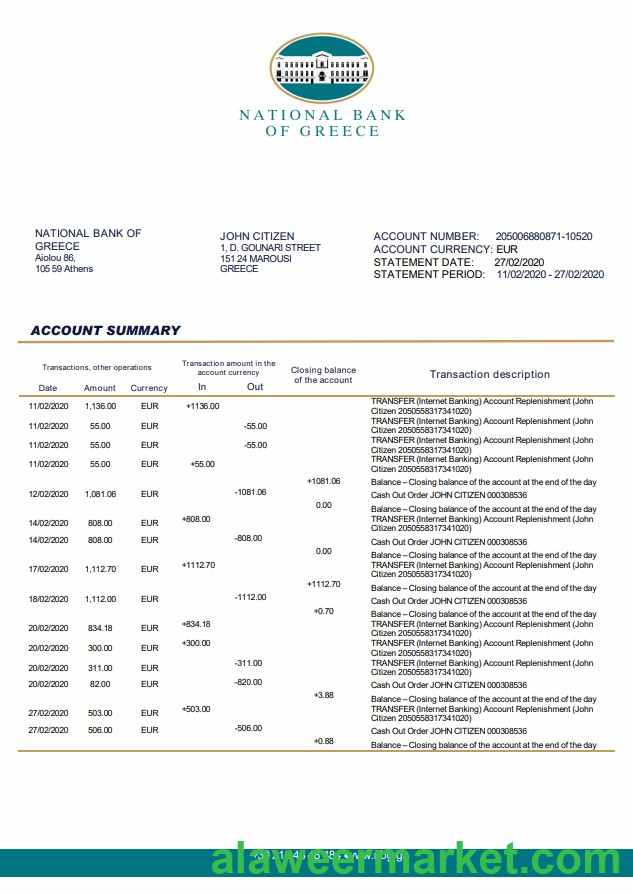 NATIONAL BANK
OF GREECE
NATIONAL BANK OF
GREECE
Aiolou 86,
105 59 Athens
JOHN CITIZEN
1, D. GOUNARI STREET
151 24 MAROUSI
GREECE
ACCOUNT NUMBER: 205006880871-10520
ACCOUNT CURRENCY: EUR
STATEMENT DATE: 27/02/2020
STATEMENT PERIOD: 11/02/2020 - 27/02/2020
ACCOUNT SUMMARY
Transactions, other operations
Transaction amount in the
account currency
Closing balance
of the account
Transaction description
Date Amount Currency In Out
11/02/2020 1,136.00 EUR +1136.00 TRANSFER (Internet Banking) Account Replenishment (John
Citizen 2050558317341020)
11/02/2020 55.00 EUR -55.00 TRANSFER (Internet Banking) Account Replenishment (John
Citizen 2050558317341020)
11/02/2020 55.00 EUR -55.00 TRANSFER (Internet Banking) Account Replenishment (John
Citizen 2050558317341020)
11/02/2020 55.00 EUR +55.00 TRANSFER (Internet Banking) Account Replenishment (John
Citizen 2050558317341020)
+1081.06 Balance – Closing balance of the account at the end of the day
12/02/2020 1,081.06 EUR -1081.06 Cash Out Order JOHN CITIZEN 000308536
0.00 Balance – Closing balance of the account at the end of the day
14/02/2020 808.00 EUR +808.00 TRANSFER (Internet Banking) Account Replenishment (John
Citizen 2050558317341020)
14/02/2020 808.00 EUR -808.00 Cash Out Order JOHN CITIZEN 000308536
0.00 Balance – Closing balance of the account at the end of the day
17/02/2020 1,112.70 EUR +1112.70 TRANSFER (Internet Banking) Account Replenishment (John
Citizen 2050558317341020)
+1112.70 Balance – Closing balance of the account at the end of the day
18/02/2020 1,112.00 EUR -1112.00 Cash Out Order JOHN CITIZEN 000308536
+0.70 Balance – Closing balance of the account at the end of the day
20/02/2020 834.18 EUR +834.18 TRANSFER (Internet Banking) Account Replenishment (John
Citizen 2050558317341020)
20/02/2020 300.00 EUR +300.00 TRANSFER (Internet Banking) Account Replenishment (John
Citizen 2050558317341020)
20/02/2020 311.00 EUR -311.00 TRANSFER (Internet Banking) Account Replenishment (John
Citizen 2050558317341020)
20/02/2020 82.00 EUR -820.00 Cash Out Order JOHN CITIZEN 000308536
+3.88 Balance – Closing balance of the account at the end of the day
27/02/2020 503.00 EUR +503.00 TRANSFER (Internet Banking) Account Replenishment (John
Citizen 2050558317341020)
27/02/2020 506.00 EUR -506.00 Cash Out Order JOHN CITIZEN 000308536
+0.88 Balance – Closing balance of the account at the end of the day
alaweermarket.com